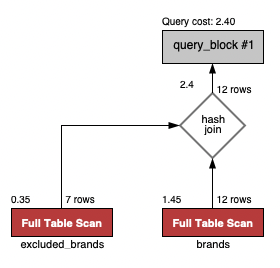 Query cost: 2.40
query_block #1
2.4
12 rows
hash
join
0.35
7 rows
1.45
12 rows
Full Table Scan
Full Table Scan
excluded_brands
brands